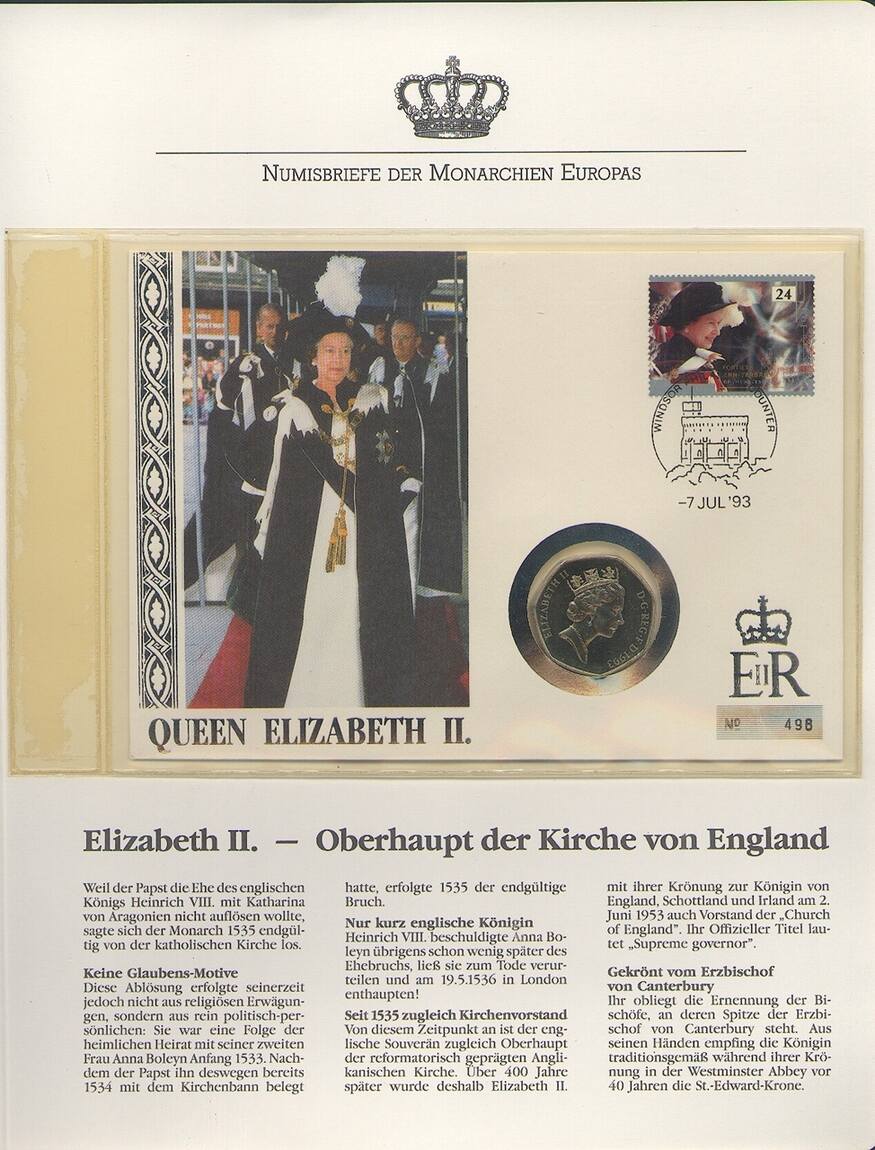 NUMISBRIEFE DER MONARCHIEN EUROPAS
24
FORTIETH
ANNIVERSARY
WINDSOR
COUNTER
-7 JUL '93
ELIZABETH II
D·G·REG·F·D·1993
EIIR
No 498
QUEEN ELIZABETH II.
Elizabeth II. — Oberhaupt der Kirche von England
Weil der Papst die Ehe des englischen
Königs Heinrich VIII. mit Katharina
von Aragonien nicht auflösen wollte,
sagte sich der Monarch 1535 endgül-
tig von der katholischen Kirche los.
Keine Glaubens-Motive
Diese Ablösung erfolgte seinerzeit
jedoch nicht aus religiösen Erwägun-
gen, sondern aus rein politisch-per-
sönlichen: Sie war eine Folge der
heimlichen Heirat mit seiner zweiten
Frau Anna Boleyn Anfang 1533. Nach-
dem der Papst ihn deswegen bereits
1534 mit dem Kirchenbann belegt
hatte, erfolgte 1535 der endgültige
Bruch.
Nur kurz englische Königin
Heinrich VIII. beschuldigte Anna Bo-
leyn übrigens schon wenig später des
Ehebruchs, ließ sie zum Tode verur-
teilen und am 19.5.1536 in London
enthaupten!
Seit 1535 zugleich Kirchenvorstand
Von diesem Zeitpunkt an ist der eng-
lische Souverän zugleich Oberhaupt
der reformatorisch geprägten Angli-
kanischen Kirche. Über 400 Jahre
später wurde deshalb Elizabeth II.
mit ihrer Krönung zur Königin von
England, Schottland und Irland am 2.
Juni 1953 auch Vorstand der „Church
of England”. Ihr Offizieller Titel lau-
tet „Supreme governor”.
Gekrönt vom Erzbischof
von Canterbury
Ihr obliegt die Ernennung der Bi-
schöfe, an deren Spitze der Erzbi-
schof von Canterbury steht. Aus
seinen Händen empfing die Königin
traditionsgemäß während ihrer Krö-
nung in der Westminster Abbey vor
40 Jahren die St.-Edward-Krone.